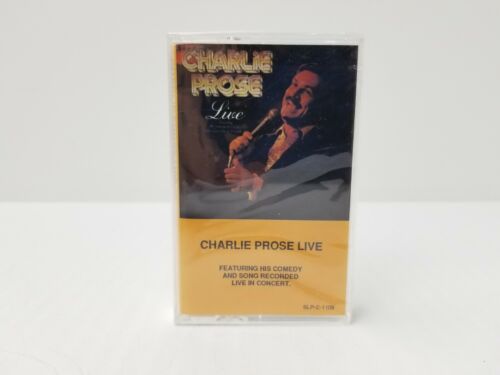 CHARLIE
PROSE
Live
CHARLIE PROSE LIVE
FEATURING HIS COMEDY
AND SONG RECORDED
LIVE IN CONCERT.